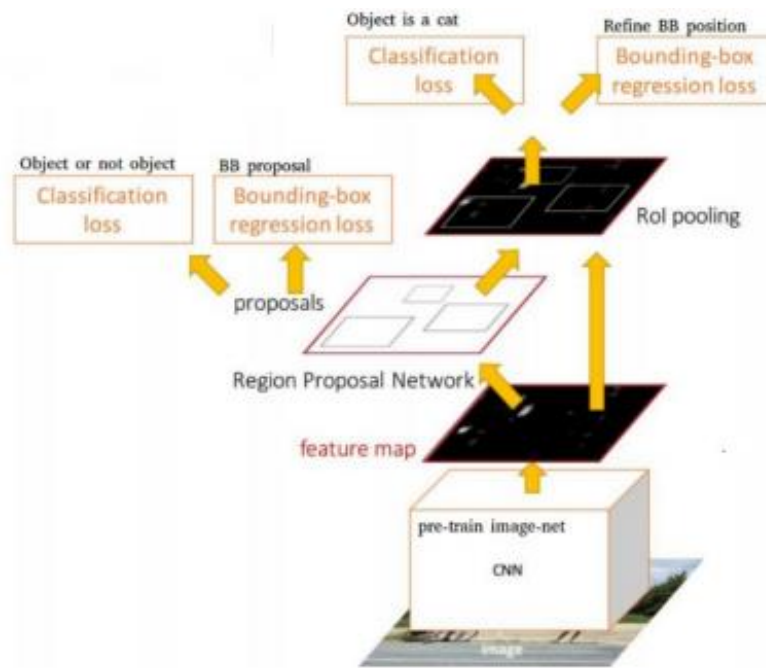 Object is a cat
Refine BB position
Classification
loss
Bounding-box
regression loss
Object or not object
BB proposal
Classification
loss
Bounding-box
regression loss
RoI pooling
proposals
Region Proposal Network
feature map
pre-train image-net
CNN
image